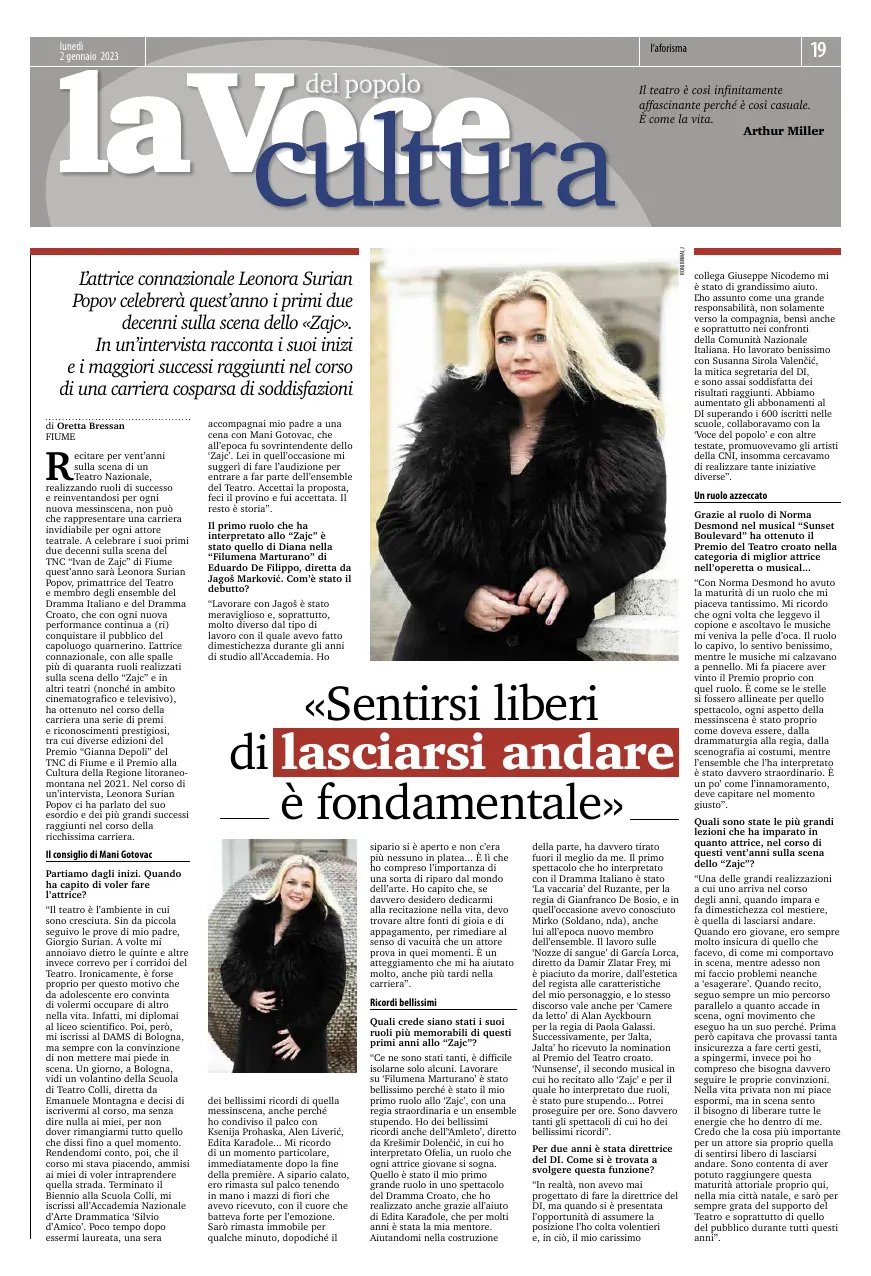 lunedì
2 gennaio 2023
l'aforisma
19
la Voce
del popolo
cultura
Il teatro è così infinitamente
affascinante perché è così casuale.
È come la vita.
Arthur Miller
L'attrice connazionale Leonora Surian
Popov celebrerà quest'anno i primi due
decenni sulla scena dello «Zajc».
In un'intervista racconta i suoi inizi
e i maggiori successi raggiunti nel corso
di una carriera cosparsa di soddisfazioni
«Sentirsi liberi
di lasciarsi andare
è fondamentale»
di Oretta Bressan
FIUME
Recitare per vent'anni
sulla scena di un
Teatro Nazionale,
realizzando ruoli di successo
e reinventandosi per ogni
nuova messinscena, non può
che rappresentare una carriera
invidiabile per ogni attore
teatrale. A celebrare i suoi primi
due decenni sulla scena del
TNC “Ivan de Zajc” di Fiume
quest'anno sarà Leonora Surian
Popov, primattrice del Teatro
e membro degli ensemble del
Dramma Italiano e del Dramma
Croato, che con ogni nuova
performance continua a (ri)
conquistare il pubblico del
capoluogo quarnerino. L'attrice
connazionale, con alle spalle
più di quaranta ruoli realizzati
sulla scena dello “Zajc” e in
altri teatri (nonché in ambito
cinematografico e televisivo),
ha ottenuto nel corso della
carriera una serie di premi
e riconoscimenti prestigiosi,
tra cui diverse edizioni del
Premio “Gianna Depoli” del
TNC di Fiume e il Premio alla
Cultura della Regione litoraneo-
montana nel 2021. Nel corso di
un'intervista, Leonora Surian
Popov ci ha parlato del suo
esordio e dei più grandi successi
raggiunti nel corso della
ricchissima carriera.
Il consiglio di Mani Gotovac
Partiamo dagli inizi. Quando
ha capito di voler fare
l'attrice?
“Il teatro è l'ambiente in cui
sono cresciuta. Sin da piccola
seguivo le prove di mio padre,
Giorgio Surian. A volte mi
annoiavo dietro le quinte e altre
invece correvo per i corridoi del
Teatro. Ironicamente, è forse
proprio per questo motivo che
da adolescente ero convinta
di volermi occupare di altro
nella vita. Infatti, mi diplomai
al liceo scientifico. Poi, però,
mi iscrissi al DAMS di Bologna,
ma sempre con la convinzione
di non mettere mai piede in
scena. Un giorno, a Bologna,
vidi un volantino della Scuola
di Teatro Colli, diretta da
Emanuele Montagna e decisi di
iscrivermi al corso, ma senza
dire nulla ai miei, per non
dover rimangiarmi tutto quello
che dissi fino a quel momento.
Rendendomi conto, poi, che il
corso mi stava piacendo, ammisi
ai miei di voler intraprendere
quella strada. Terminato il
Biennio alla Scuola Colli, mi
iscrissi all'Accademia Nazionale
d'Arte Drammatica ‘Silvio
d'Amico’. Poco tempo dopo
essermi laureata, una sera
accompagnai mio padre a una
cena con Mani Gotovac, che
all'epoca fu sovrintendente dello
‘Zajc’. Lei in quell'occasione mi
suggerì di fare l'audizione per
entrare a far parte dell'ensemble
del Teatro. Accettai la proposta,
feci il provino e fui accettata. Il
resto è storia”.
Il primo ruolo che ha
interpretato allo “Zajc” è
stato quello di Diana nella
“Filumena Marturano” di
Eduardo De Filippo, diretta da
Jagoš Marković. Com'è stato il
debutto?
“Lavorare con Jagoš è stato
meraviglioso e, soprattutto,
molto diverso dal tipo di
lavoro con il quale avevo fatto
dimestichezza durante gli anni
di studio all'Accademia. Ho
dei bellissimi ricordi di quella
messinscena, anche perché
ho condiviso il palco con
Ksenija Prohaska, Alen Liverić,
Edita Karađole... Mi ricordo
di un momento particolare,
immediatamente dopo la fine
della première. A sipario calato,
ero rimasta sul palco tenendo
in mano i mazzi di fiori che
avevo ricevuto, con il cuore che
batteva forte per l'emozione.
Sarò rimasta immobile per
qualche minuto, dopodiché il
sipario si è aperto e non c'era
più nessuno in platea... È lì che
ho compreso l'importanza di
una sorta di riparo dal mondo
dell'arte. Ho capito che, se
davvero desidero dedicarmi
alla recitazione nella vita, devo
trovare altre fonti di gioia e di
appagamento, per rimediare al
senso di vacuità che un attore
prova in quei momenti. È un
atteggiamento che mi ha aiutato
molto, anche più tardi nella
carriera”.
Ricordi bellissimi
Quali crede siano stati i suoi
ruoli più memorabili di questi
primi anni allo “Zajc”?
“Ce ne sono stati tanti, è difficile
isolarne solo alcuni. Lavorare
su ‘Filumena Marturano’ è stato
bellissimo perché è stato il mio
primo ruolo allo ‘Zajc’, con una
regia straordinaria e un ensemble
stupendo. Ho dei bellissimi
ricordi anche dell'‘Amleto’, diretto
da Krešimir Dolenčić, in cui ho
interpretato Ofelia, un ruolo che
ogni attrice giovane si sogna.
Quello è stato il mio primo
grande ruolo in uno spettacolo
del Dramma Croato, che ho
realizzato anche grazie all'aiuto
di Edita Karađole, che per molti
anni è stata la mia mentore.
Aiutandomi nella costruzione
della parte, ha davvero tirato
fuori il meglio da me. Il primo
spettacolo che ho interpretato
con il Dramma Italiano è stato
‘La vaccaria’ del Ruzante, per la
regia di Gianfranco De Bosio, e in
quell'occasione avevo conosciuto
Mirko (Soldano, nda), anche
lui all'epoca nuovo membro
dell'ensemble. Il lavoro sulle
‘Nozze di sangue’ di García Lorca,
diretto da Damir Zlatar Frey, mi
è piaciuto da morire, dall'estetica
del regista alle caratteristiche
del mio personaggio, e lo stesso
discorso vale anche per ‘Camere
da letto’ di Alan Ayckbourn
per la regia di Paola Galassi.
Successivamente, per ‘Jalta,
Jalta’ ho ricevuto la nomination
al Premio del Teatro croato.
‘Nunsense’, il secondo musical in
cui ho recitato allo ‘Zajc’ e per il
quale ho interpretato due ruoli,
è stato pure stupendo... Potrei
proseguire per ore. Sono davvero
tanti gli spettacoli di cui ho dei
bellissimi ricordi”.
Per due anni è stata direttrice
del DI. Come si è trovata a
svolgere questa funzione?
“In realtà, non avevo mai
progettato di fare la direttrice del
DI, ma quando si è presentata
l'opportunità di assumere la
posizione l'ho colta volentieri
e, in ciò, il mio carissimo
collega Giuseppe Nicodemo mi
è stato di grandissimo aiuto.
L'ho assunto come una grande
responsabilità, non solamente
verso la compagnia, bensì anche
e soprattutto nei confronti
della Comunità Nazionale
Italiana. Ho lavorato benissimo
con Susanna Sirola Valenčić,
la mitica segretaria del DI,
e sono assai soddisfatta dei
risultati raggiunti. Abbiamo
aumentato gli abbonamenti al
DI superando i 600 iscritti nelle
scuole, collaboravamo con la
‘Voce del popolo’ e con altre
testate, promuovevamo gli artisti
della CNI, insomma cercavamo
di realizzare tante iniziative
diverse”.
Un ruolo azzeccato
Grazie al ruolo di Norma
Desmond nel musical “Sunset
Boulevard” ha ottenuto il
Premio del Teatro croato nella
categoria di miglior attrice
nell'operetta o musical...
“Con Norma Desmond ho avuto
la maturità di un ruolo che mi
piaceva tantissimo. Mi ricordo
che ogni volta che leggevo il
copione e ascoltavo le musiche
mi veniva la pelle d'oca. Il ruolo
lo capivo, lo sentivo benissimo,
mentre le musiche mi calzavano
a pennello. Mi fa piacere aver
vinto il Premio proprio con
quel ruolo. È come se le stelle
si fossero allineate per quello
spettacolo, ogni aspetto della
messinscena è stato proprio
come doveva essere, dalla
drammaturgia alla regia, dalla
scenografia ai costumi, mentre
l'ensemble che l'ha interpretato
è stato davvero straordinario. È
un po' come l'innamoramento,
deve capitare nel momento
giusto”.
Quali sono state le più grandi
lezioni che ha imparato in
quanto attrice, nel corso di
questi vent'anni sulla scena
dello “Zajc”?
“Una delle grandi realizzazioni
a cui uno arriva nel corso
degli anni, quando impara e
fa dimestichezza col mestiere,
è quella di lasciarsi andare.
Quando ero giovane, ero sempre
molto insicura di quello che
facevo, di come mi comportavo
in scena, mentre adesso non
mi faccio problemi neanche
a ‘esagerare’. Quando recito,
seguo sempre un mio percorso
parallelo a quanto accade in
scena, ogni movimento che
eseguo ha un suo perché. Prima
però capitava che provassi tanta
insicurezza a fare certi gesti,
a spingermi, invece poi ho
compreso che bisogna davvero
seguire le proprie convinzioni.
Nella vita privata non mi piace
espormi, ma in scena sento
il bisogno di liberare tutte le
energie che ho dentro di me.
Credo che la cosa più importante
per un attore sia proprio quella
di sentirsi libero di lasciarsi
andare. Sono contenta di aver
potuto raggiungere questa
maturità attoriale proprio qui,
nella mia città natale, e sarò per
sempre grata del supporto del
Teatro e soprattutto di quello
del pubblico durante tutti questi
anni”.